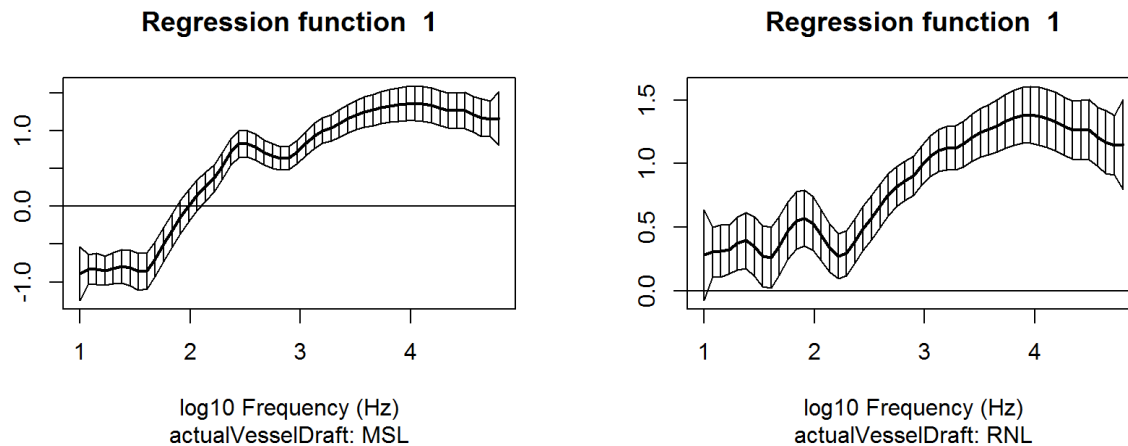 Regression function  1
1.0
0.0
-1.0
1
2
3
4
log10 Frequency (Hz)
actualVesselDraft: MSL
Regression function  1
1.5
1.0
0.5
0.0
1
2
3
4
log10 Frequency (Hz)
actualVesselDraft: RNL